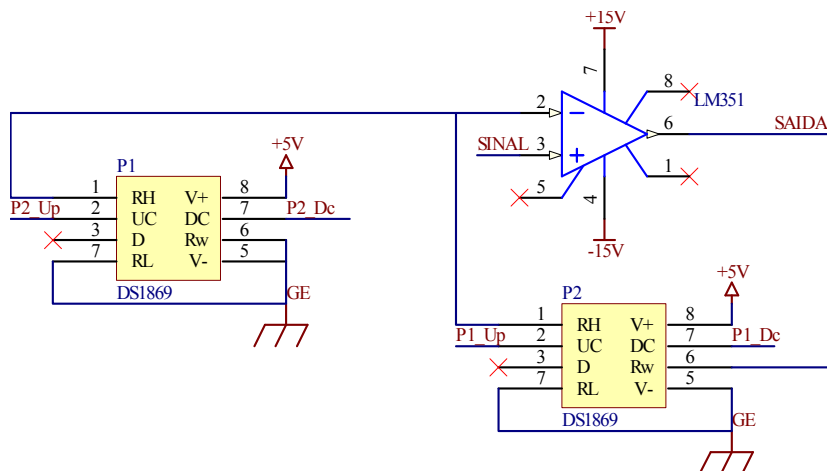 +15V
7
8
LM351
2
6
SAIDA
SINAL
3
1
5
4
-15V
+5V
P1
1 RH V+ 8
P2_Up 2 UC DC 7 P2_Dc
3 D Rw 6
7 RL V- 5
DS1869 GE
+5V
P2
1 RH V+ 8
P1_Up 2 UC DC 7 P1_Dc
3 D Rw 6
7 RL V- 5
DS1869 GE